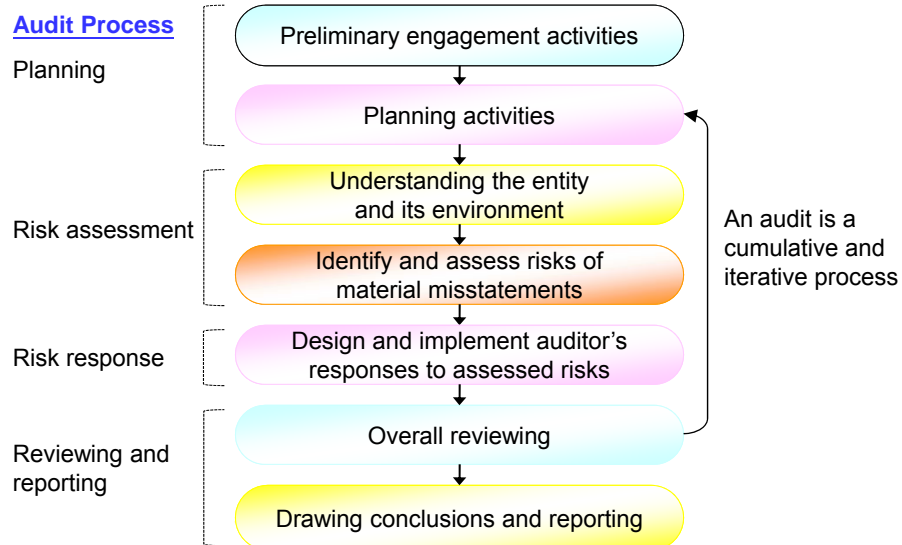 Audit Process
Preliminary engagement activities
Planning
Planning activities
Understanding the entity
and its environment
Risk assessment
An audit is a
cumulative and
iterative process
Identify and assess risks of
material misstatements
Risk response
Design and implement auditor's
responses to assessed risks
Overall reviewing
Reviewing and
reporting
Drawing conclusions and reporting